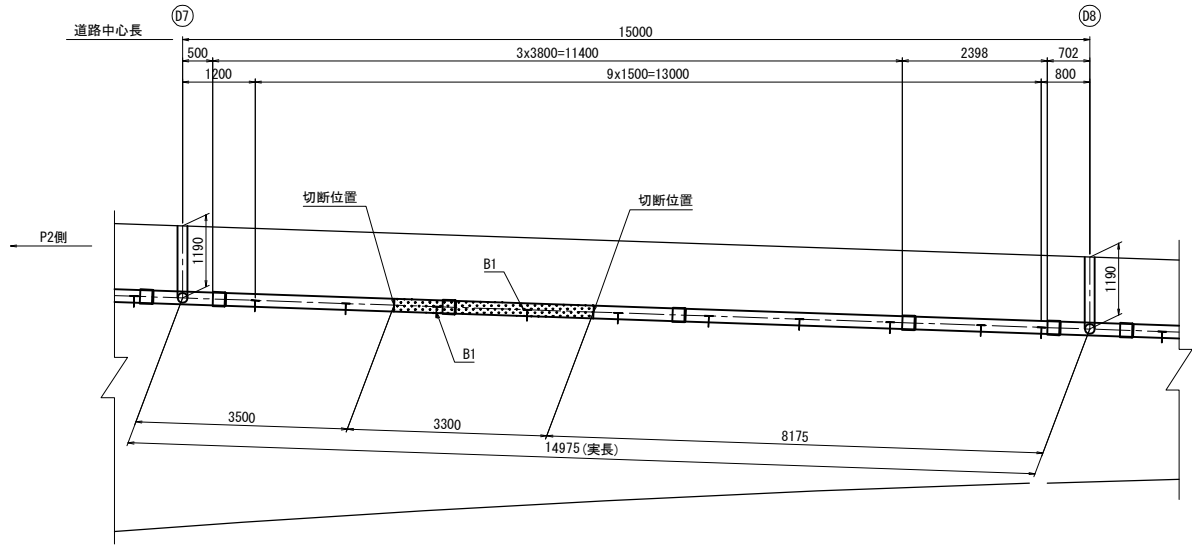 D7
D8
道路中心長
15000
500
3x3800=11400
2398
702
1200
9x1500=13000
800
切断位置
切断位置
P2側
1190
1190
B1
B1
3500
3300
8175
14975(実長)